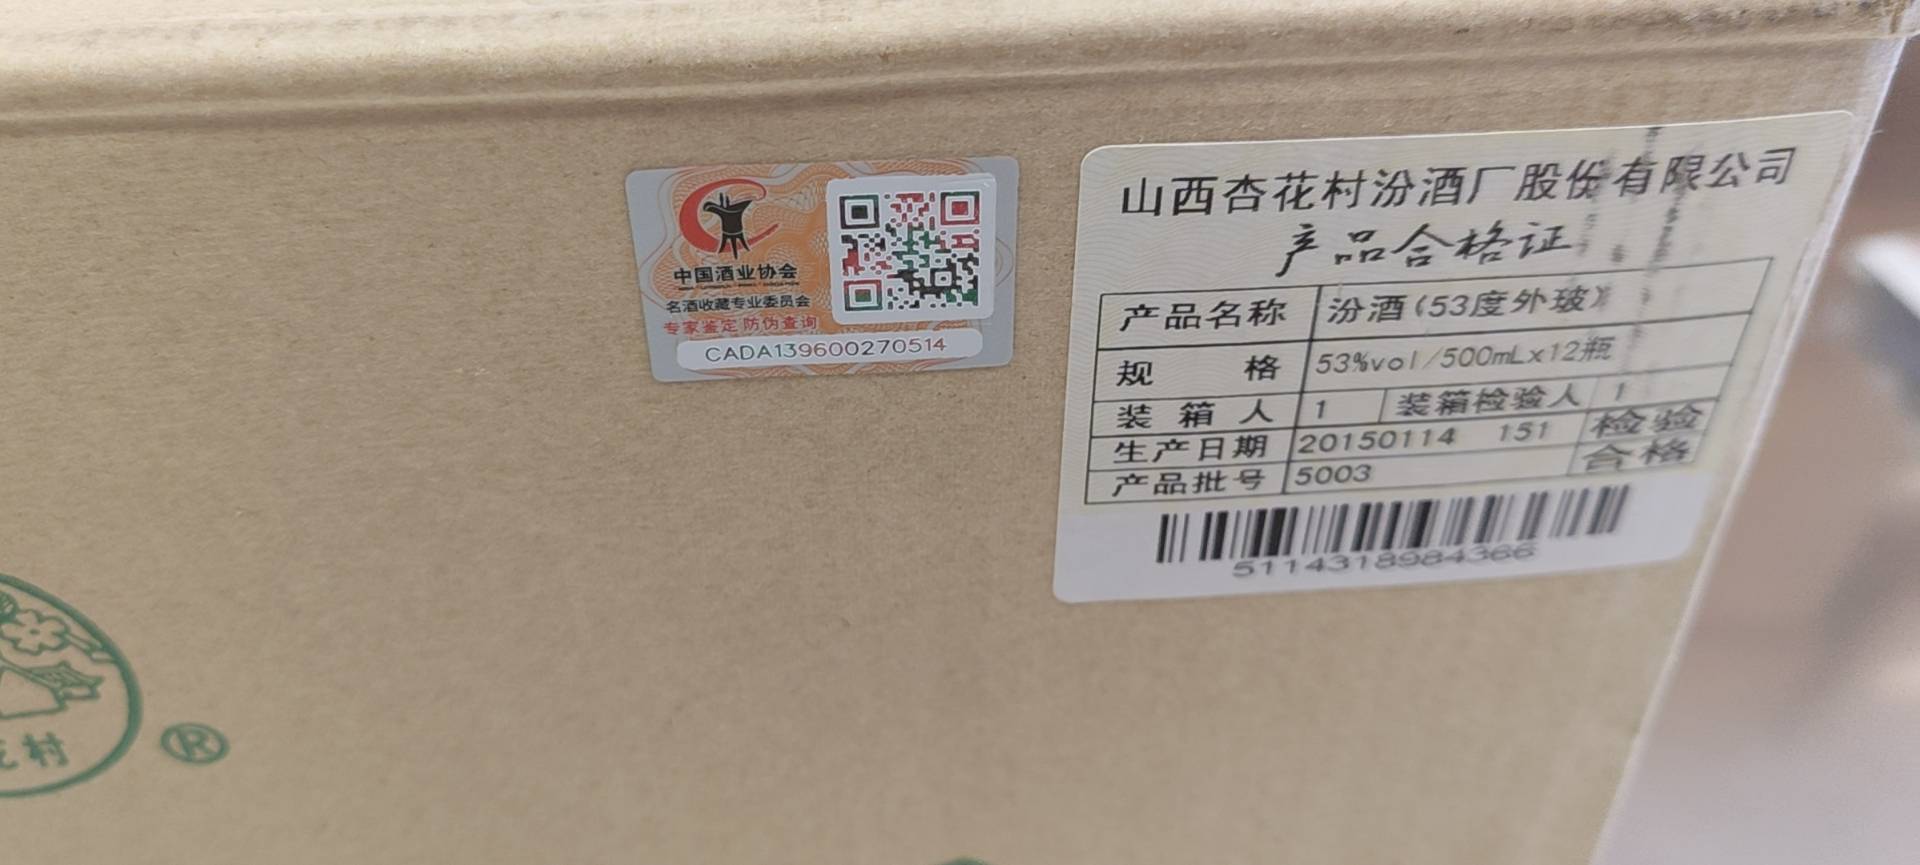 中国酒业协会
名酒收藏专业委员会
专家鉴定 防伪查询
CADA139600270514
山西杏花村汾酒厂股份有限公司
产品合格证
产品名称 汾酒(53度外玻)
规 格 53%vol/500mLx12瓶
装箱人 1 装箱检验人 1
生产日期 20150114 151 检验
产品批号 5003 合格
5114318984366
村
®